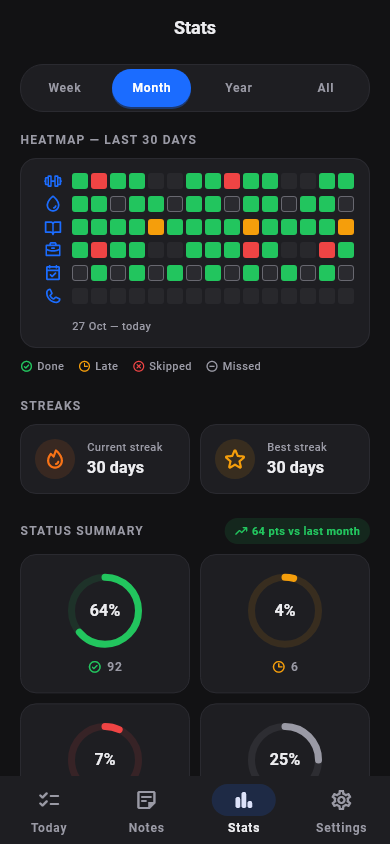 Stats
Week Month Year All
HEATMAP — LAST 30 DAYS
27 Oct — today
Done Late Skipped Missed
STREAKS
Current streak
30 days
Best streak
30 days
STATUS SUMMARY
64 pts vs last month
64%
92
4%
6
7%
25%
Today Notes Stats Settings